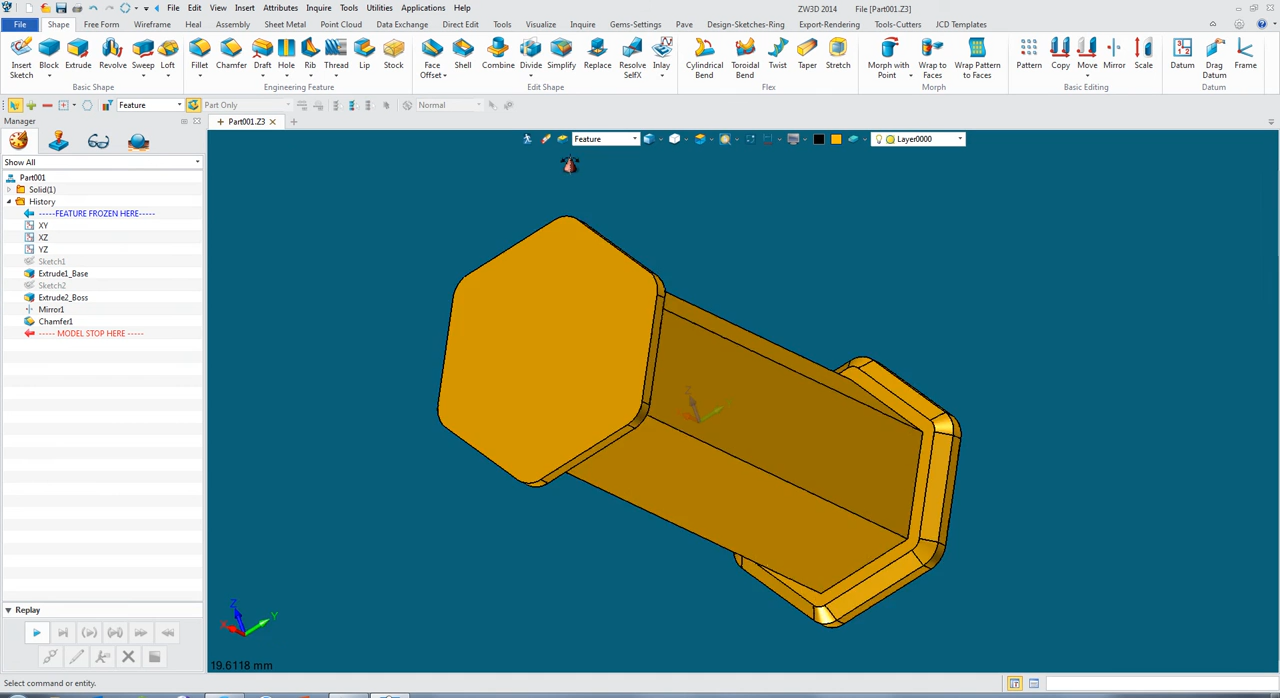 File Edit View Insert Attributes Inquire Tools Utilities Applications Help
ZW3D 2014
File [Part001.Z3]
File Shape Free Form Wireframe Heal Assembly Sheet Metal Point Cloud Data Exchange Direct Edit Tools Visualize Inquire Gems-Settings Pave Design-Sketches-Ring Export-Rendering Tools-Cutters JCD Templates
Insert Sketch Block Extrude Revolve Sweep Loft Fillet Chamfer Draft Hole Rib Thread Lip Stock Face Offset Shell Combine Divide Simplify Replace Resolve SelfX Inlay Cylindrical Bend Toroidal Bend Twist Taper Stretch Morph with Point Wrap to Faces Wrap Pattern to Faces Pattern Copy Move Mirror Scale Datum Drag Datum Frame
Basic Shape Engineering Feature Edit Shape Flex Morph Basic Editing Datum
Feature Part Only Normal
Manager
Part001.Z3
Feature Layer0000
Show All
Part001
Solid(1)
History
-----FEATURE FROZEN HERE-----
XY
XZ
YZ
Sketch1
Extrude1_Base
Sketch2
Extrude2_Boss
Mirror1
Chamfer1
----- MODEL STOP HERE -----
Z
Y
X
Replay
19.6118 mm
Select command or entity.